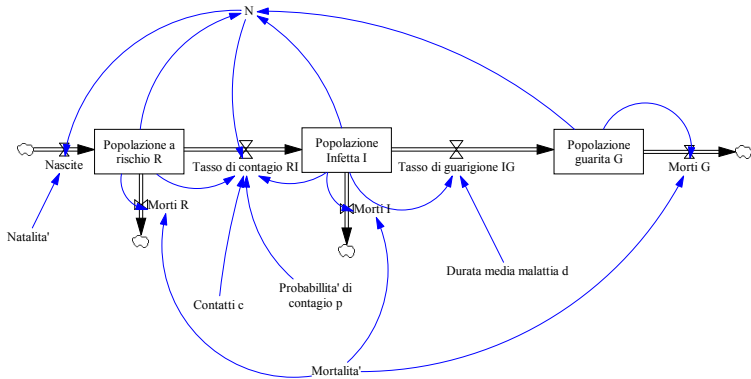 N
Popolazione a
rischio R
Popolazione
Infetta I
Popolazione
guarita G
Nascite
Tasso di contagio RI
Tasso di guarigione IG
Morti G
Morti R
Morti I
Natalita'
Durata media malattia d
Probabillita' di
contagio p
Contatti c
Mortalita'